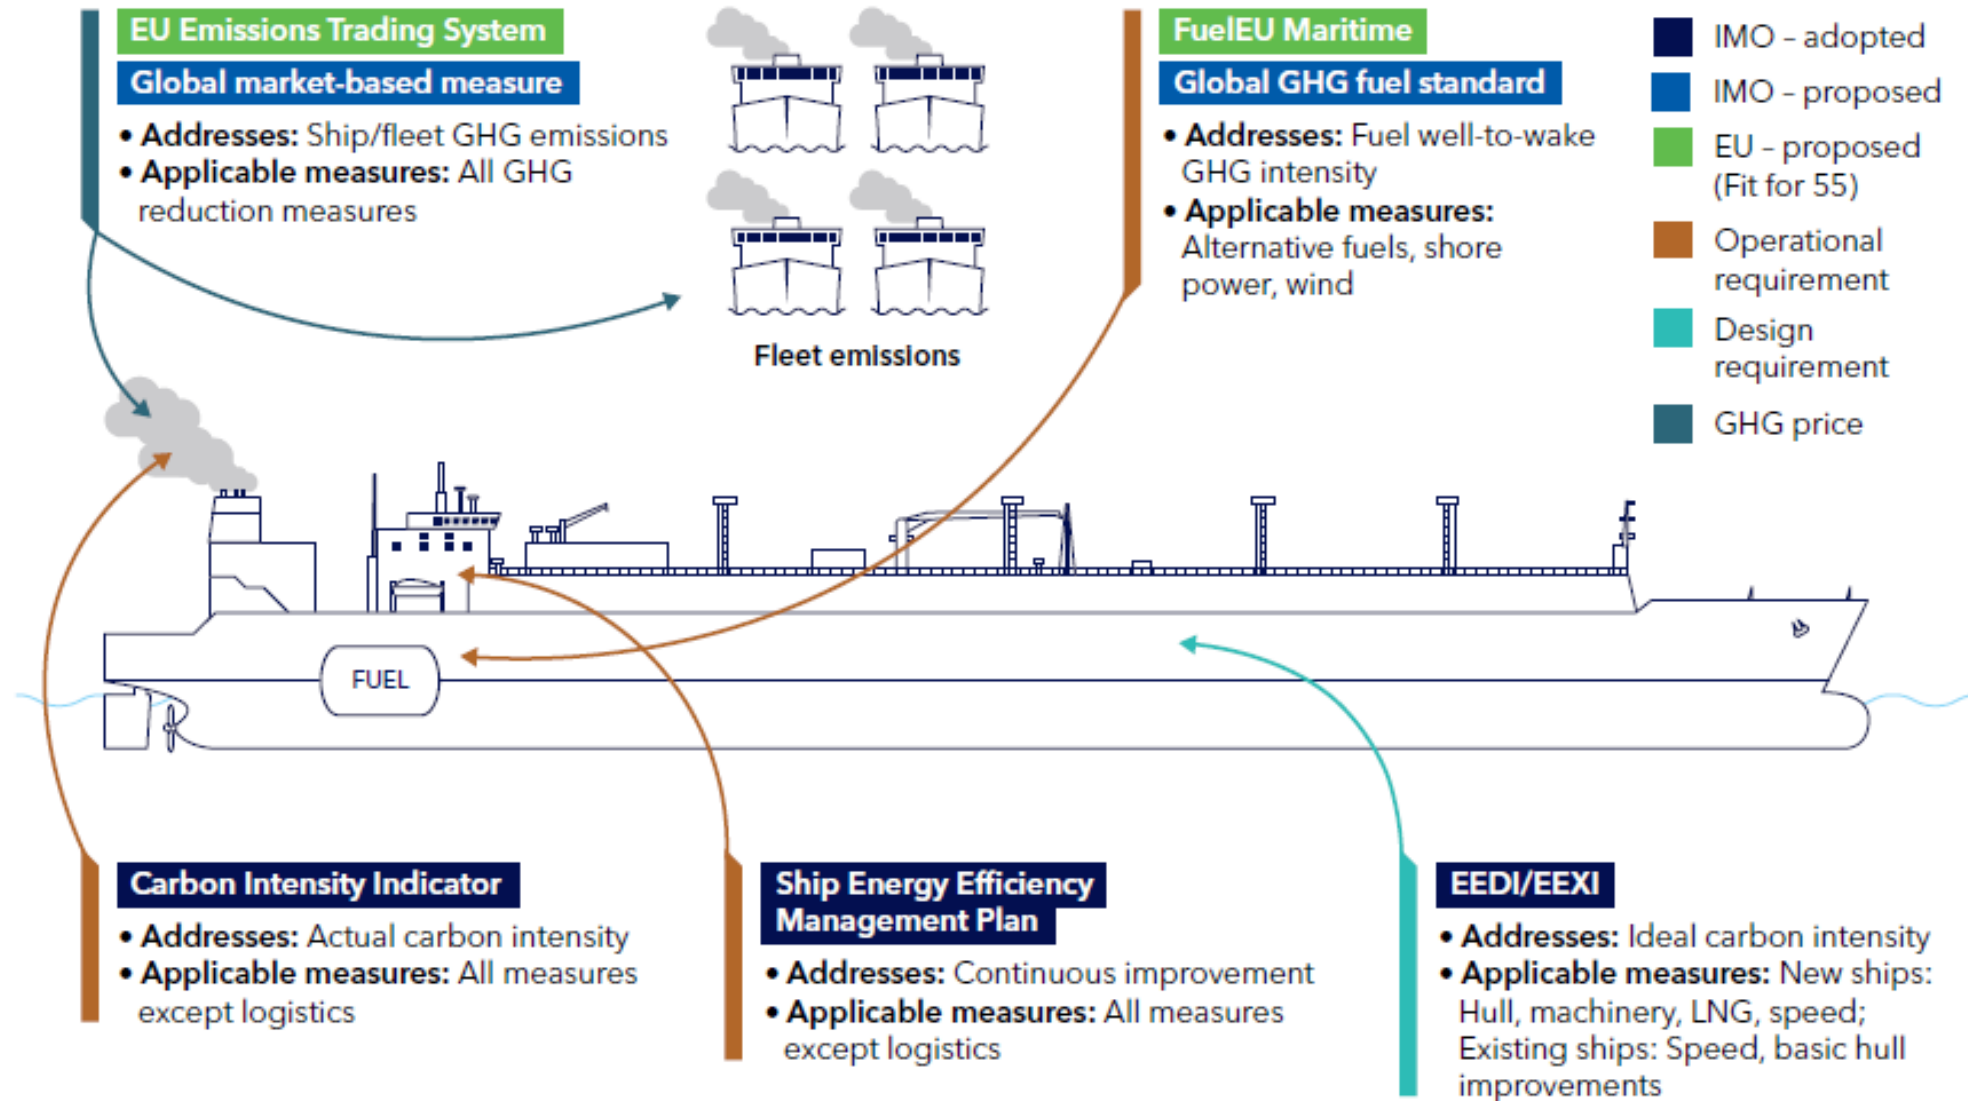 EU Emissions Trading System
Global market-based measure
• Addresses: Ship/fleet GHG emissions
• Applicable measures: All GHG
reduction measures
Fleet emissions
FuelEU Maritime
Global GHG fuel standard
• Addresses: Fuel well-to-wake
GHG intensity
• Applicable measures:
Alternative fuels, shore
power, wind
IMO – adopted
IMO – proposed
EU – proposed
(Fit for 55)
Operational
requirement
Design
requirement
GHG price
FUEL
Carbon Intensity Indicator
• Addresses: Actual carbon intensity
• Applicable measures: All measures
except logistics
Ship Energy Efficiency
Management Plan
• Addresses: Continuous improvement
• Applicable measures: All measures
except logistics
EEDI/EEXI
• Addresses: Ideal carbon intensity
• Applicable measures: New ships:
Hull, machinery, LNG, speed;
Existing ships: Speed, basic hull
improvements